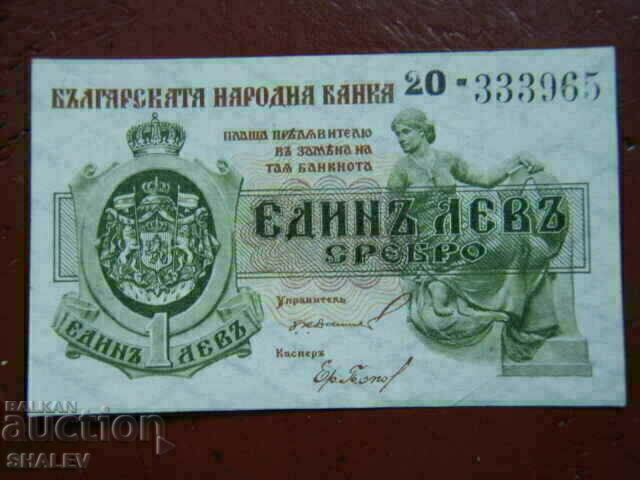 БЪЛГАРСКАТА НАРОДНА БАНКА 20-333965
ПЛАЩА ПРѢДЯВИТЕЛЮ
ВЪ ЗАМѢНА НА
ТАЯ БАНКНОТА
ЕДИНЪ ЛЕВЪ
СРЕБРО
Управитель
ЕДИНЪ 1 ЛЕВЪ
Касиеръ
BALKAN
auction
SHALEV